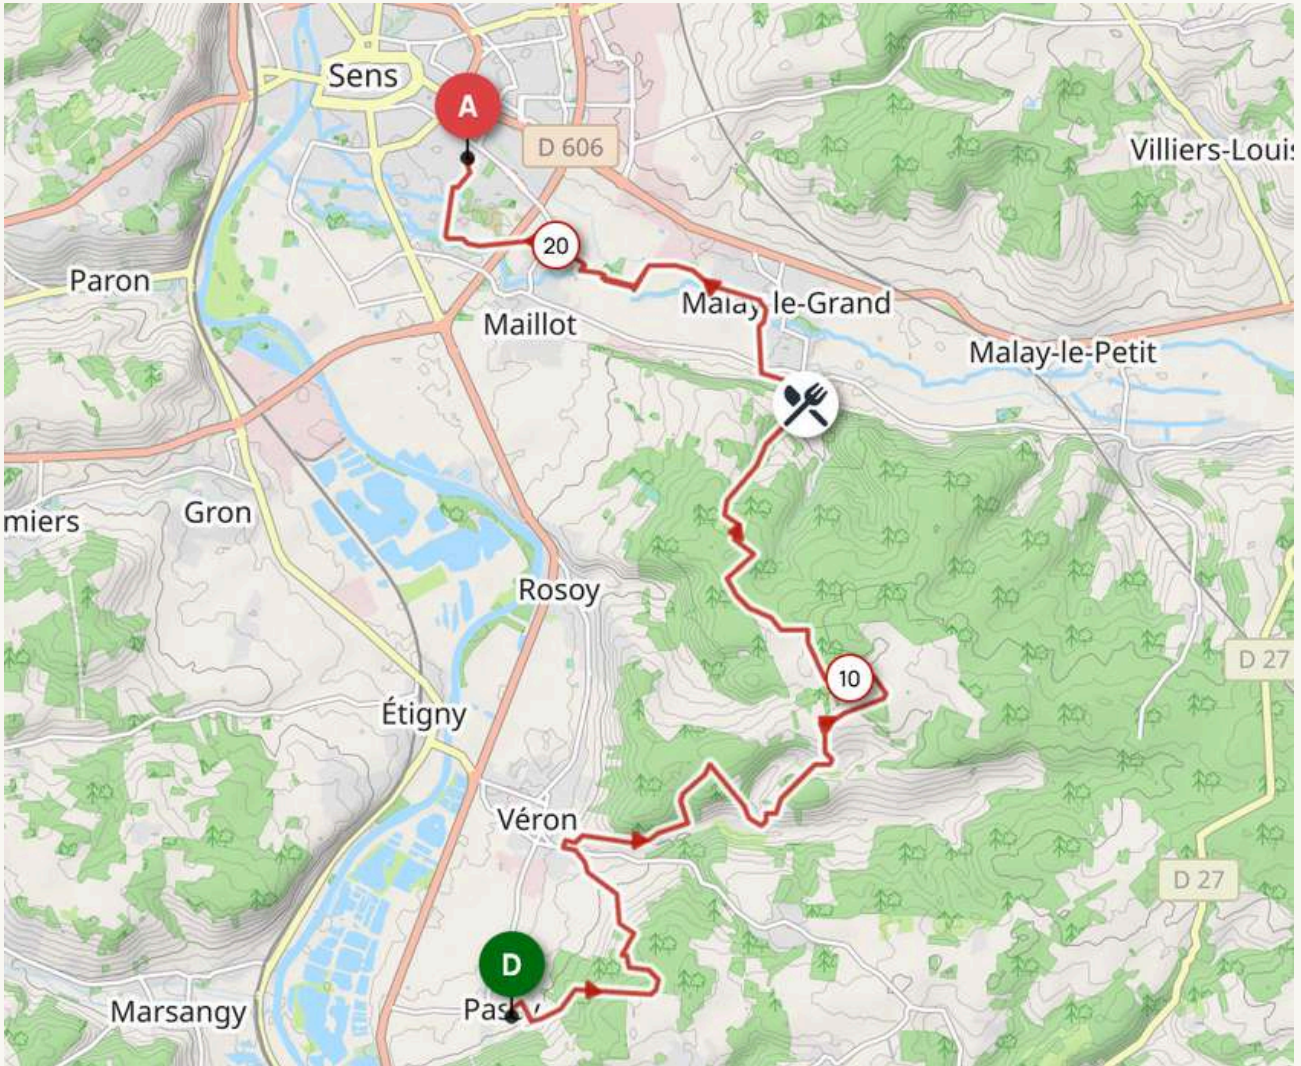 Sens
A
D 606
Villiers-Louis
Paron
20
Maillot
Malay-le-Grand
Malay-le-Petit
Gron
miers
Rosoy
D 27
10
Étigny
Véron
D 27
D
Marsangy